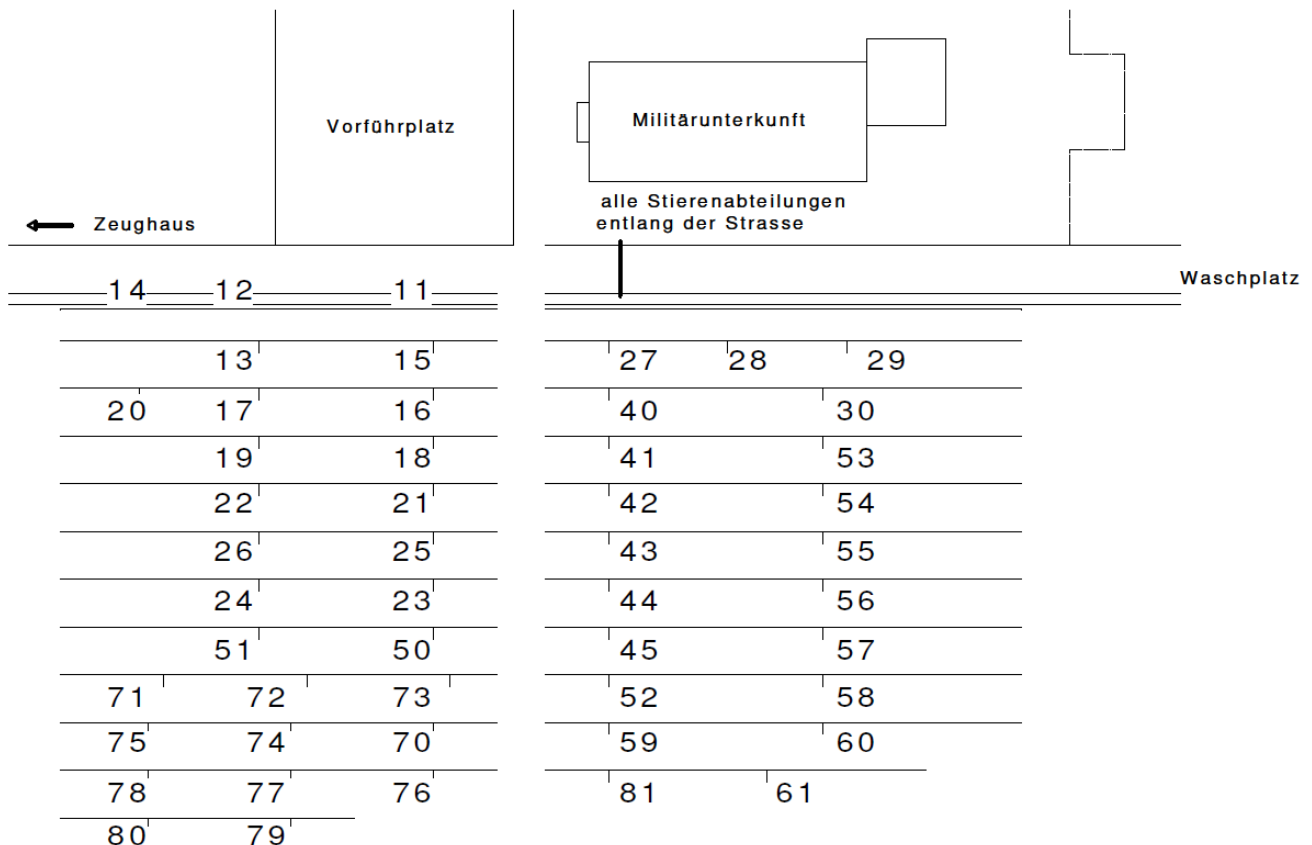 Vorführplatz
Militärunterkunft
alle Stierenabteilungen
entlang der Strasse
Zeughaus
Waschplatz
14 12 11
13 15 27 28 29
20 17 16 40 30
19 18 41 53
22 21 42 54
26 25 43 55
24 23 44 56
51 50 45 57
71 72 73 52 58
75 74 70 59 60
78 77 76 81 61
80 79